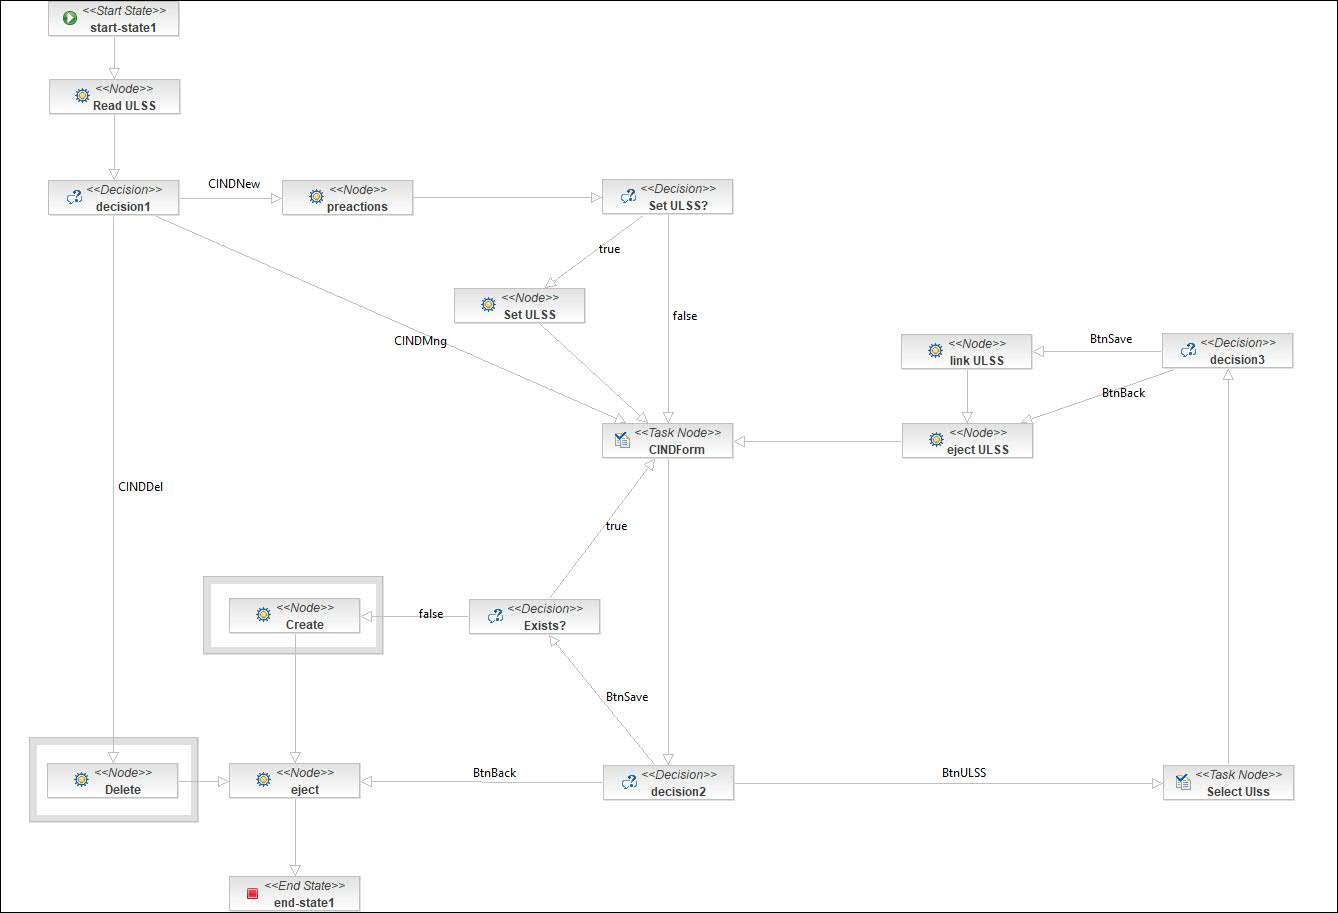 <<Start State>>
start-state1
<<Node>>
Read ULSS
<<Decision>>
decision1
CINDNew
<<Node>>
preactions
<<Decision>>
Set ULSS?
true
<<Node>>
Set ULSS
false
CINDMng
<<Node>>
link ULSS
BtnSave
<<Decision>>
decision3
BtnBack
<<Task Node>>
CINDForm
<<Node>>
eject ULSS
CINDDel
true
<<Node>>
Create
false
<<Decision>>
Exists?
BtnSave
<<Node>>
Delete
<<Node>>
eject
BtnBack
<<Decision>>
decision2
BtnULSS
<<Task Node>>
Select Ulss
<<End State>>
end-state1